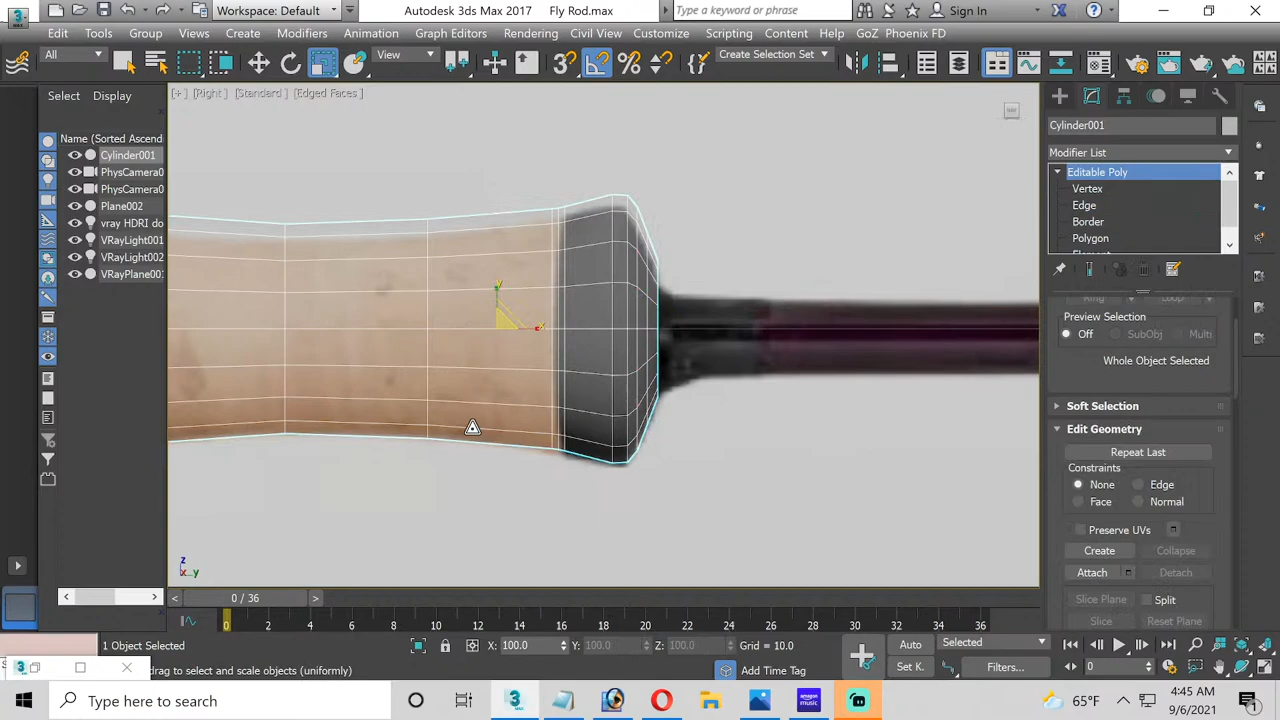 Workspace: Default
Autodesk 3ds Max 2017
Fly Rod.max
Type a keyword or phrase
Sign In
Edit
Tools
Group
Views
Create
Modifiers
Animation
Graph Editors
Rendering
Civil View
Customize
Scripting
Content
Help
GoZ
Phoenix FD
All
View
Create Selection Set
Select
Display
[+] [Right] [Standard] [Edged Faces]
Name (Sorted Ascend
Cylinder001
PhysCamera0
PhysCamera0
Plane002
vray HDRI do
VRayLight001
VRayLight002
VRayPlane001
Cylinder001
Modifier List
Editable Poly
Vertex
Edge
Border
Polygon
Element
Ring
Loop
Preview Selection
Off
SubObj
Multi
Whole Object Selected
Soft Selection
Edit Geometry
Repeat Last
Constraints
None
Edge
Face
Normal
Preserve UVs
Create
Collapse
Attach
Detach
Slice Plane
Split
Slice
Reset Plane
y
x
z
x y
0 / 36
0 2 4 6 8 10 12 14 16 18 20 22 24 26 28 30 32 34 36
1 Object Selected
X: 100.0
Y: 100.0
Z: 100.0
Grid = 10.0
Auto
Selected
drag to select and scale objects (uniformly)
Add Time Tag
Set K.
Filters...
0
Type here to search
65°F
4:45 AM
9/6/2021